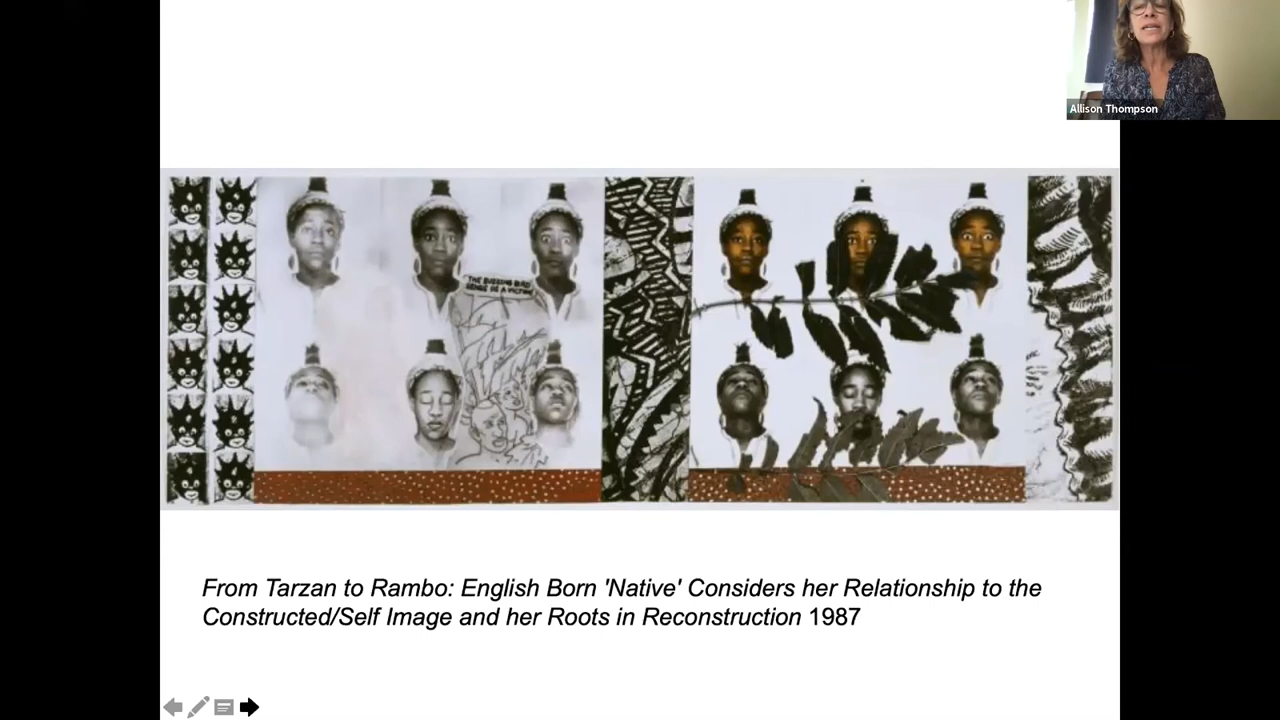 Allison Thompson
From Tarzan to Rambo: English Born 'Native' Considers her Relationship to the
Constructed/Self Image and her Roots in Reconstruction 1987